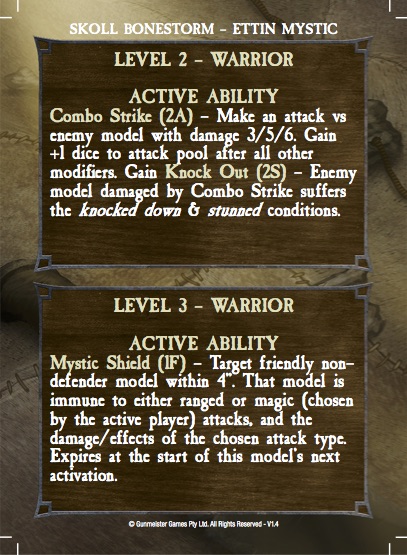 SKOLL BONESTORM - ETTIN MYSTIC
LEVEL 2 - WARRIOR
ACTIVE ABILITY
Combo Strike (2A) - Make an attack vs
enemy model with damage 3/5/6. Gain
+1 dice to attack pool after all other
modifiers. Gain Knock Out (2S) - Enemy
model damaged by Combo Strike suffers
the knocked down & stunned conditions.
LEVEL 3 - WARRIOR
ACTIVE ABILITY
Mystic Shield (1F) - Target friendly non-
defender model within 4”. That model is
immune to either ranged or magic (chosen
by the active player) attacks, and the
damage/effects of the chosen attack type.
Expires at the start of this model's next
activation.
© Gunmeister Games Pty Ltd. All Rights Reserved - V1.4